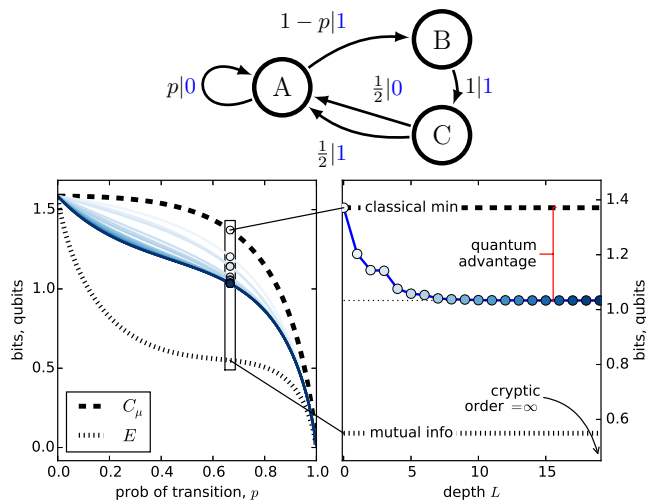 1 − p|1
B
p|0
A
½|0
1|1
C
½|1
1.5
1.0
0.5
0.0
bits, qubits
C_μ
E
0.0 0.2 0.4 0.6 0.8 1.0
prob of transition, p
classical min
quantum
advantage
cryptic
order = ∞
mutual info
1.4
1.2
1.0
0.8
0.6
bits, qubits
0 5 10 15
depth L